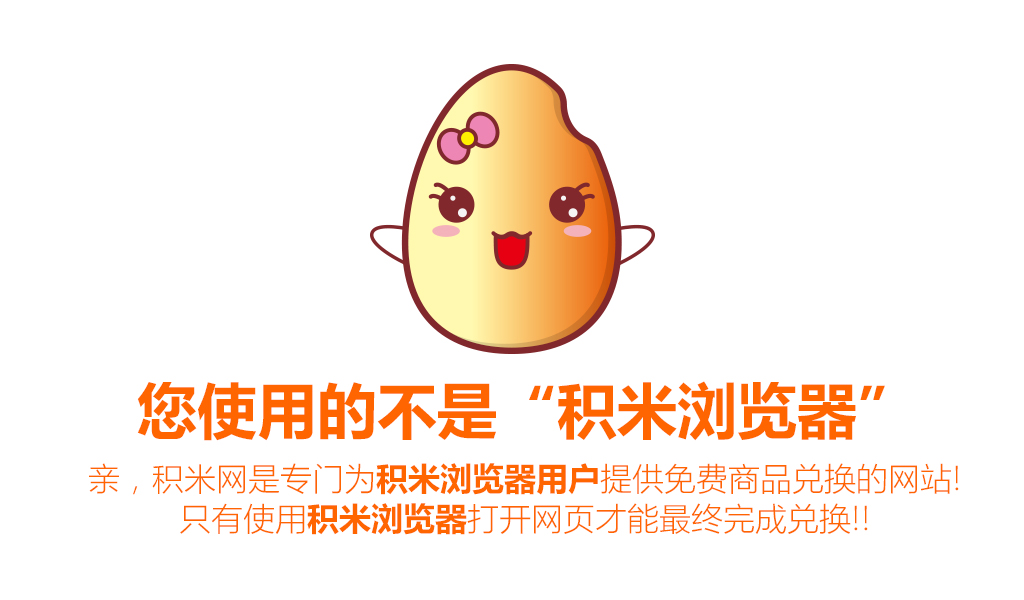 您使用的不是“积米浏览器”
亲，积米网是专门为积米浏览器用户提供免费商品兑换的网站!
只有使用积米浏览器打开网页才能最终完成兑换!!